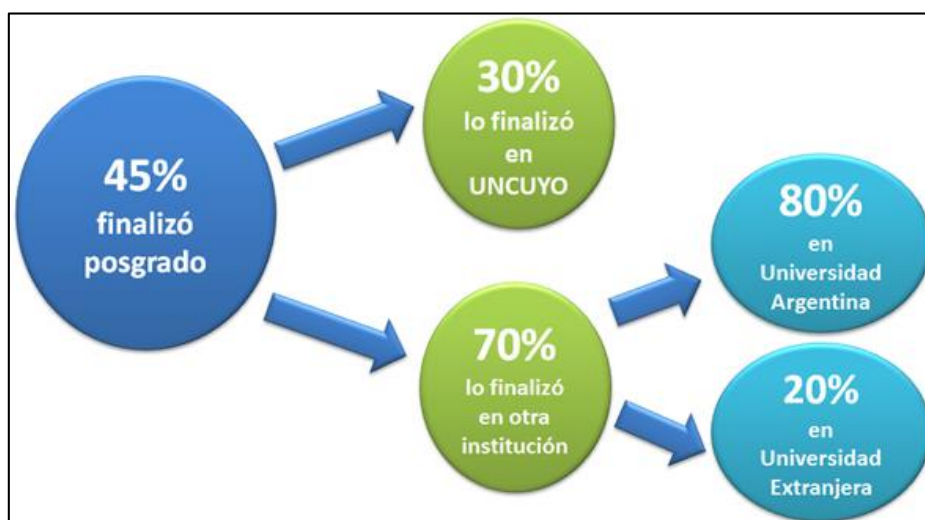 45%
finalizó
posgrado
30%
lo finalizó
en
UNCUYO
70%
lo finalizó
en otra
institución
80%
en
Universidad
Argentina
20%
en
Universidad
Extranjera